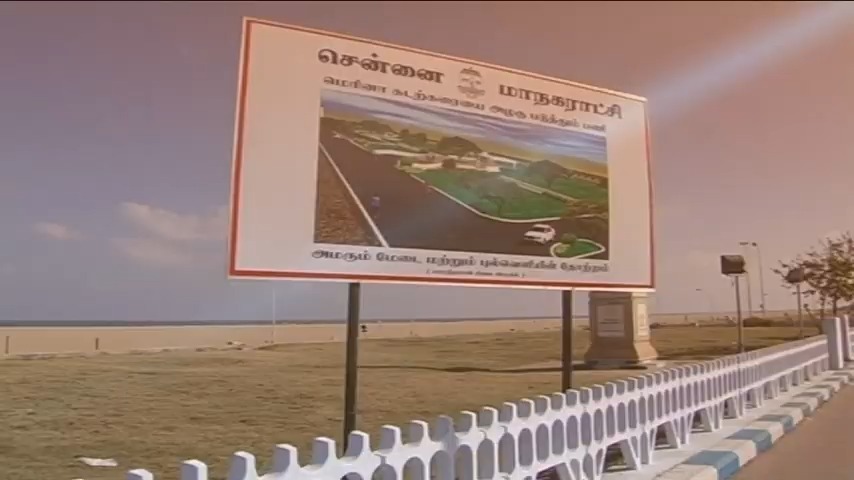 சென்னை மாநகராட்சி
மெரினா கடற்கரையை அழகு படுத்தும் பணி
அமரும் மேடை மற்றும் புல்வெளியின் தோற்றம்